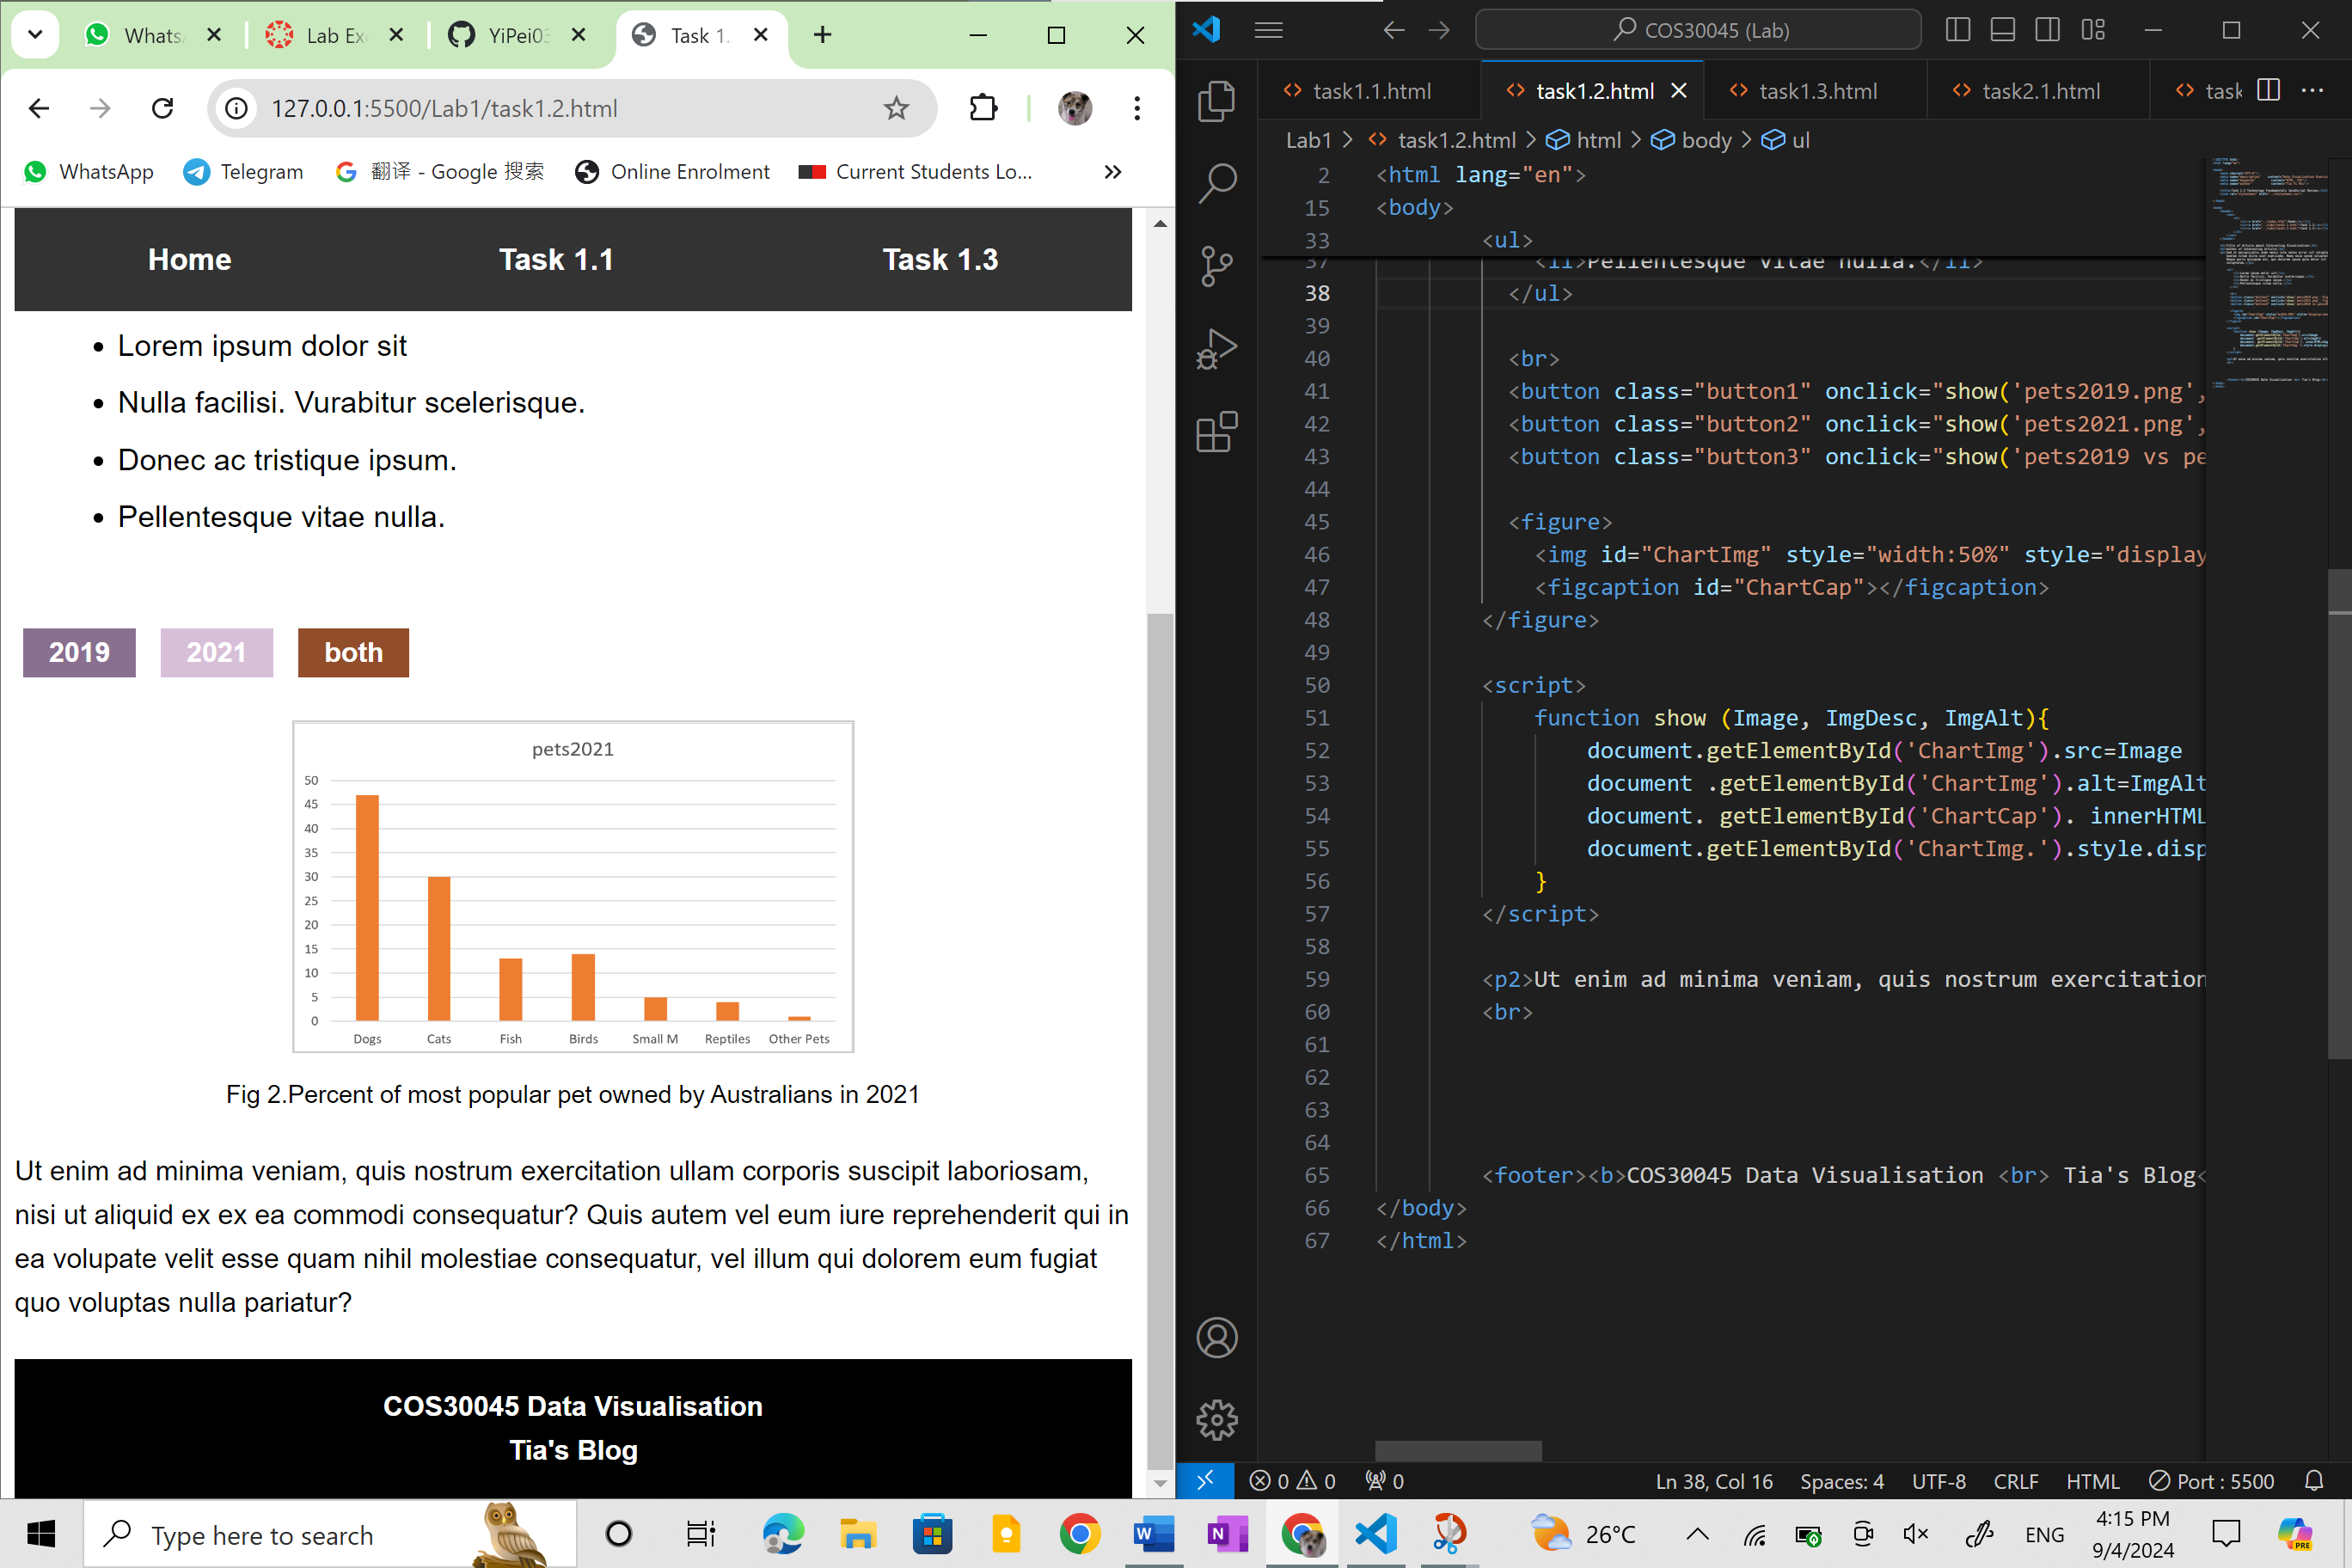 Whats
Lab Ex
YiPei03
Task 1.
127.0.0.1:5500/Lab1/task1.2.html
WhatsApp
Telegram
翻译 - Google 搜索
Online Enrolment
Current Students Lo...
Home
Task 1.1
Task 1.3
Lorem ipsum dolor sit
Nulla facilisi. Vurabitur scelerisque.
Donec ac tristique ipsum.
Pellentesque vitae nulla.
2019
2021
both
pets2021
50
45
40
35
30
25
20
15
10
5
0
Dogs Cats Fish Birds Small M Reptiles Other Pets
Fig 2.Percent of most popular pet owned by Australians in 2021
Ut enim ad minima veniam, quis nostrum exercitation ullam corporis suscipit laboriosam,
nisi ut aliquid ex ex ea commodi consequatur? Quis autem vel eum iure reprehenderit qui in
ea volupate velit esse quam nihil molestiae consequatur, vel illum qui dolorem eum fugiat
quo voluptas nulla pariatur?
COS30045 Data Visualisation
Tia's Blog
COS30045 (Lab)
task1.1.html
task1.2.html
task1.3.html
task2.1.html
task
Lab1 > task1.2.html > html > body > ul
2 <html lang="en">
15 <body>
33 <ul>
37 <li>Pellentesque vitae nulla.</li>
38 </ul>
39
40 <br>
41 <button class="button1" onclick="show('pets2019.png',
42 <button class="button2" onclick="show('pets2021.png',
43 <button class="button3" onclick="show('pets2019 vs pe
44
45 <figure>
46 <img id="ChartImg" style="width:50%" style="display
47 <figcaption id="ChartCap"></figcaption>
48 </figure>
49
50 <script>
51 function show (Image, ImgDesc, ImgAlt){
52 document.getElementById('ChartImg').src=Image
53 document .getElementById('ChartImg').alt=ImgAlt
54 document. getElementById('ChartCap'). innerHTML
55 document.getElementById('ChartImg.').style.disp
56 }
57 </script>
58
59 <p2>Ut enim ad minima veniam, quis nostrum exercitation
60 <br>
61
62
63
64
65 <footer><b>COS30045 Data Visualisation <br> Tia's Blog<
66 </body>
67 </html>
0 0 0
Ln 38, Col 16
Spaces: 4
UTF-8
CRLF
HTML
Port : 5500
Type here to search
26°C
ENG
4:15 PM
9/4/2024
PRE